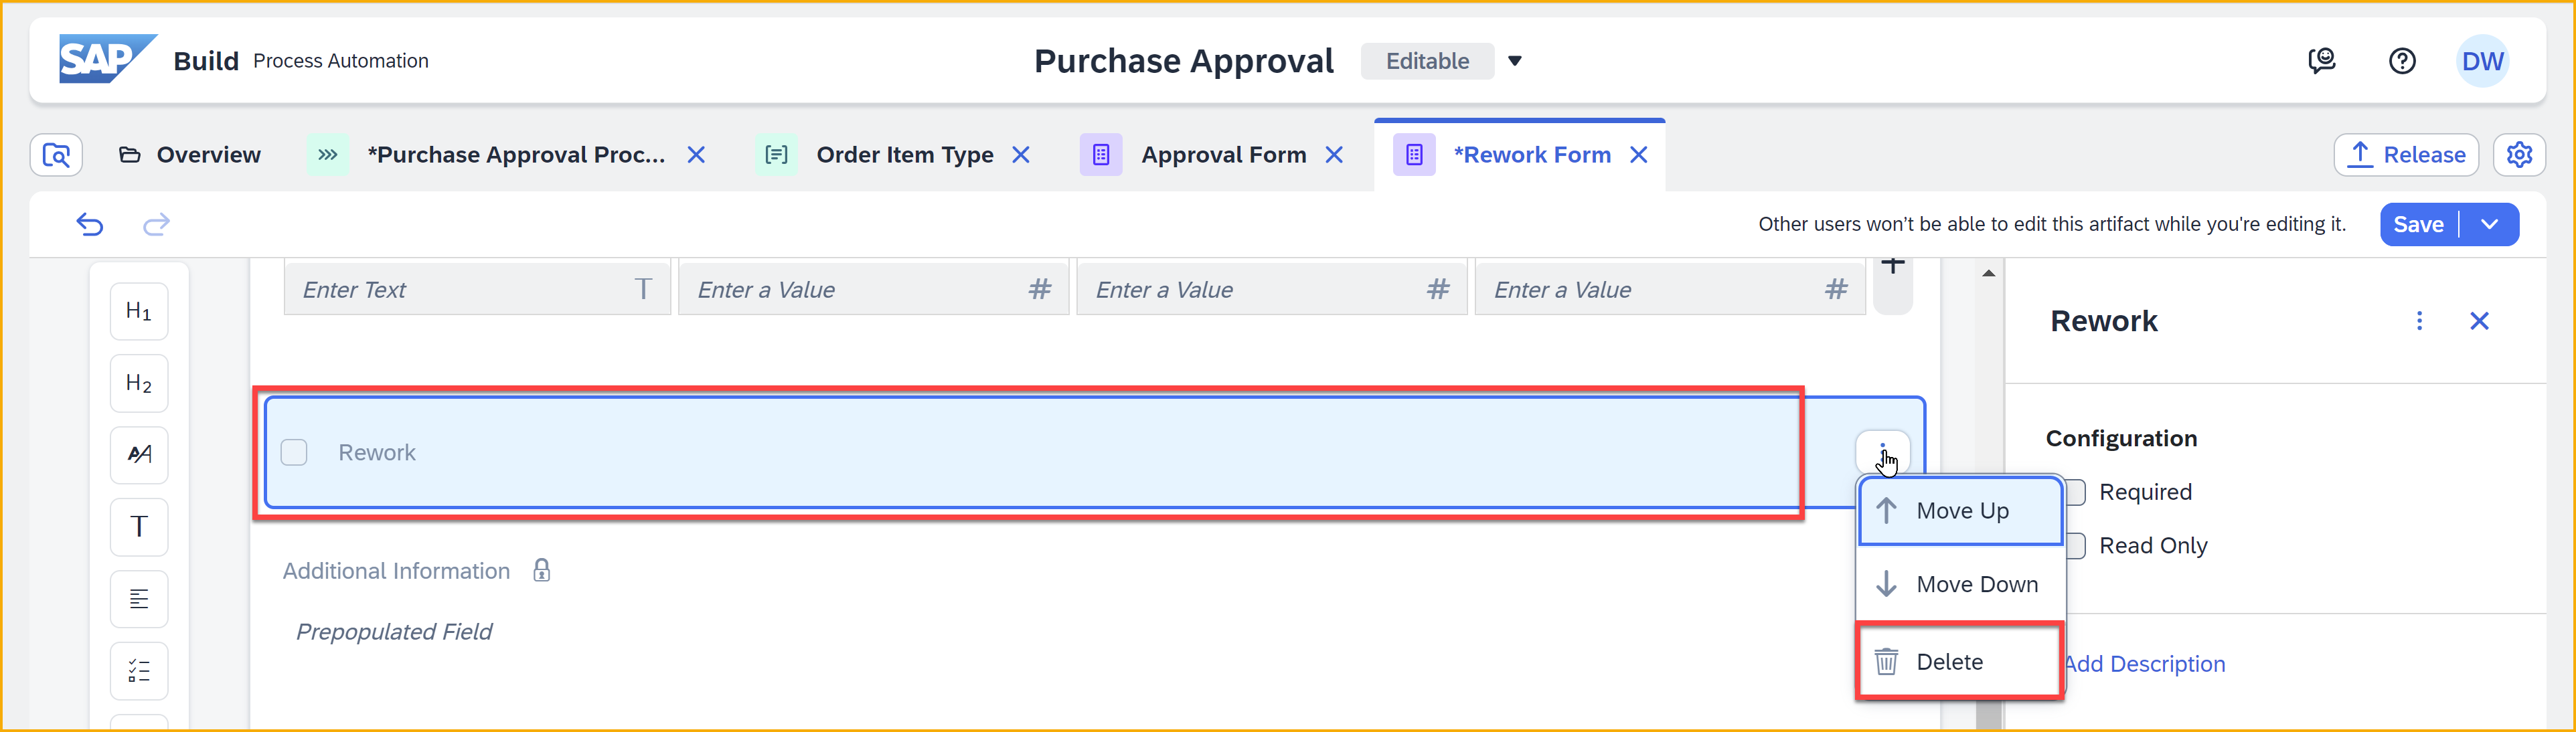 SAP Build Process Automation
Purchase Approval Editable
DW
Overview
*Purchase Approval Proc...
Order Item Type
Approval Form
*Rework Form
Release
Other users won't be able to edit this artifact while you're editing it.
Save
H1
H2
AA
T
Enter Text T
Enter a Value #
Enter a Value #
Enter a Value #
Rework
Additional Information
Prepopulated Field
Move Up
Move Down
Delete
Rework
Configuration
Required
Read Only
Add Description